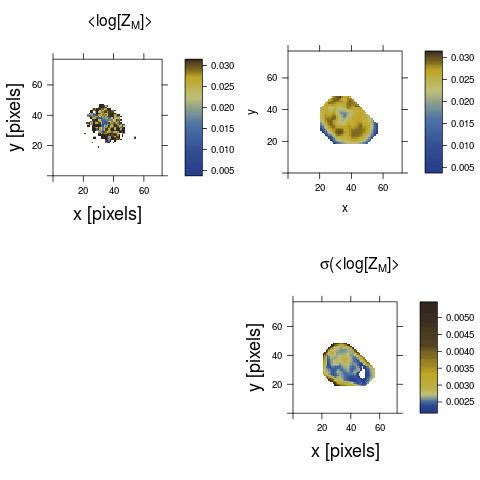 <log[Z_M]>
60
40
20
20 40 60
x [pixels]
y [pixels]
0.030
0.025
0.020
0.015
0.010
0.005
60
40
20
20 40 60
x
y
0.030
0.025
0.020
0.015
0.010
0.005
σ(<log[Z_M]>
60
40
20
20 40 60
x [pixels]
y [pixels]
0.0050
0.0045
0.0040
0.0035
0.0030
0.0025